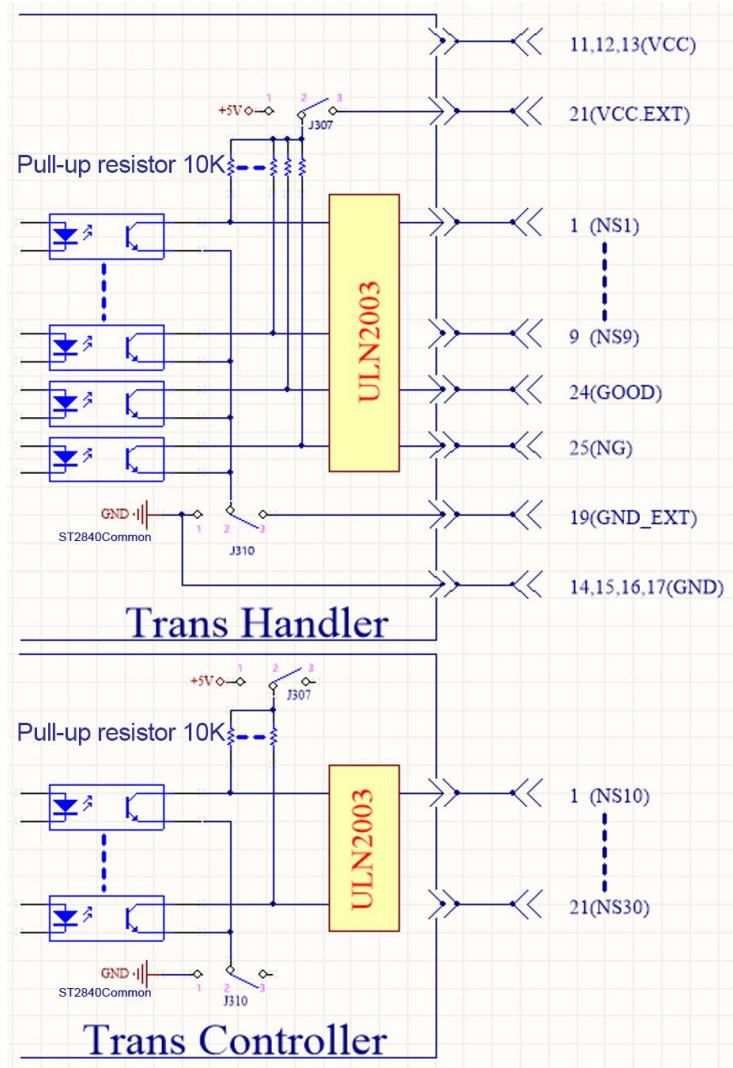 11,12,13(VCC)
+5V 1 2 3
J307
21(VCC.EXT)
Pull-up resistor 10K
ULN2003
1 (NS1)
9 (NS9)
24(GOOD)
25(NG)
GND 1 2 3
ST2840Common
J310
19(GND_EXT)
14,15,16,17(GND)
Trans Handler
+5V 1 2 3
J307
Pull-up resistor 10K
ULN2003
1 (NS10)
21(NS30)
GND 1 2 3
ST2840Common
J310
Trans Controller